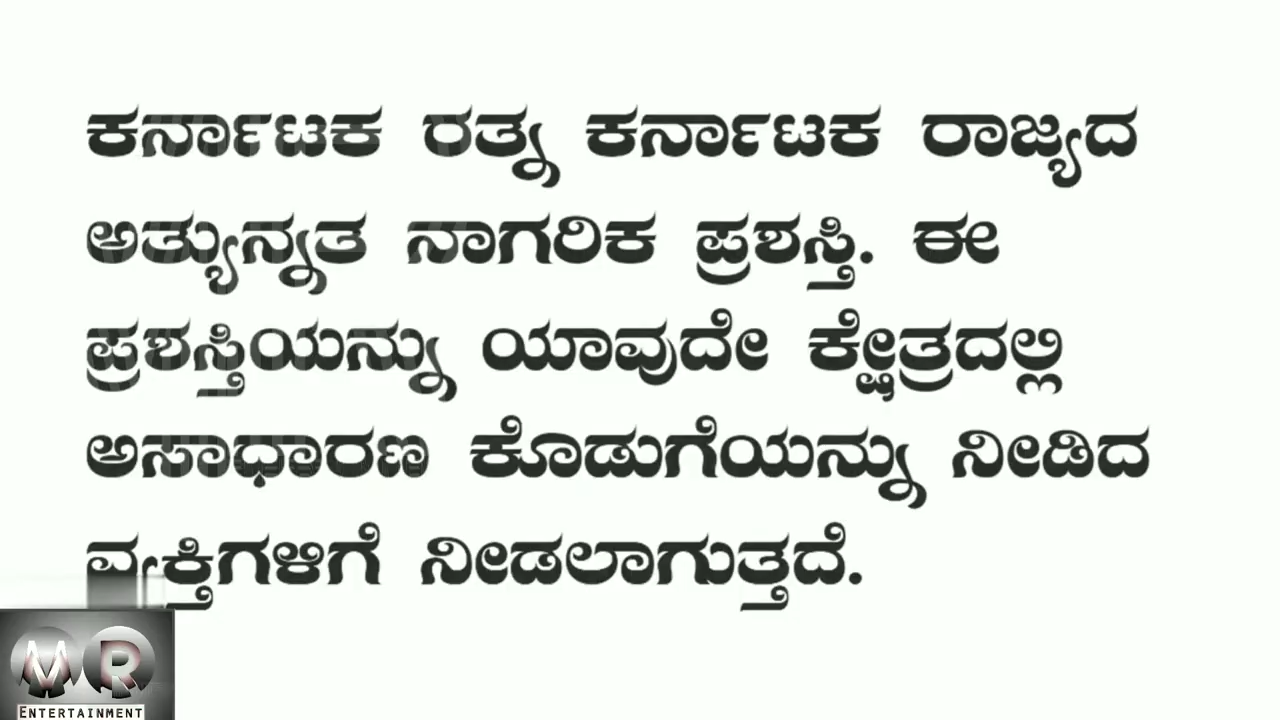 ಕರ್ನಾಟಕ ರತ್ನ ಕರ್ನಾಟಕ ರಾಜ್ಯದ
ಅತ್ಯುನ್ನತ ನಾಗರಿಕ ಪ್ರಶಸ್ತಿ. ಈ
ಪ್ರಶಸ್ತಿಯನ್ನು ಯಾವುದೇ ಕ್ಷೇತ್ರದಲ್ಲಿ
ಅಸಾಧಾರಣ ಕೊಡುಗೆಯನ್ನು ನೀಡಿದ
ವ್ಯಕ್ತಿಗಳಿಗೆ ನೀಡಲಾಗುತ್ತದೆ.
MR
ENTERTAINMENT